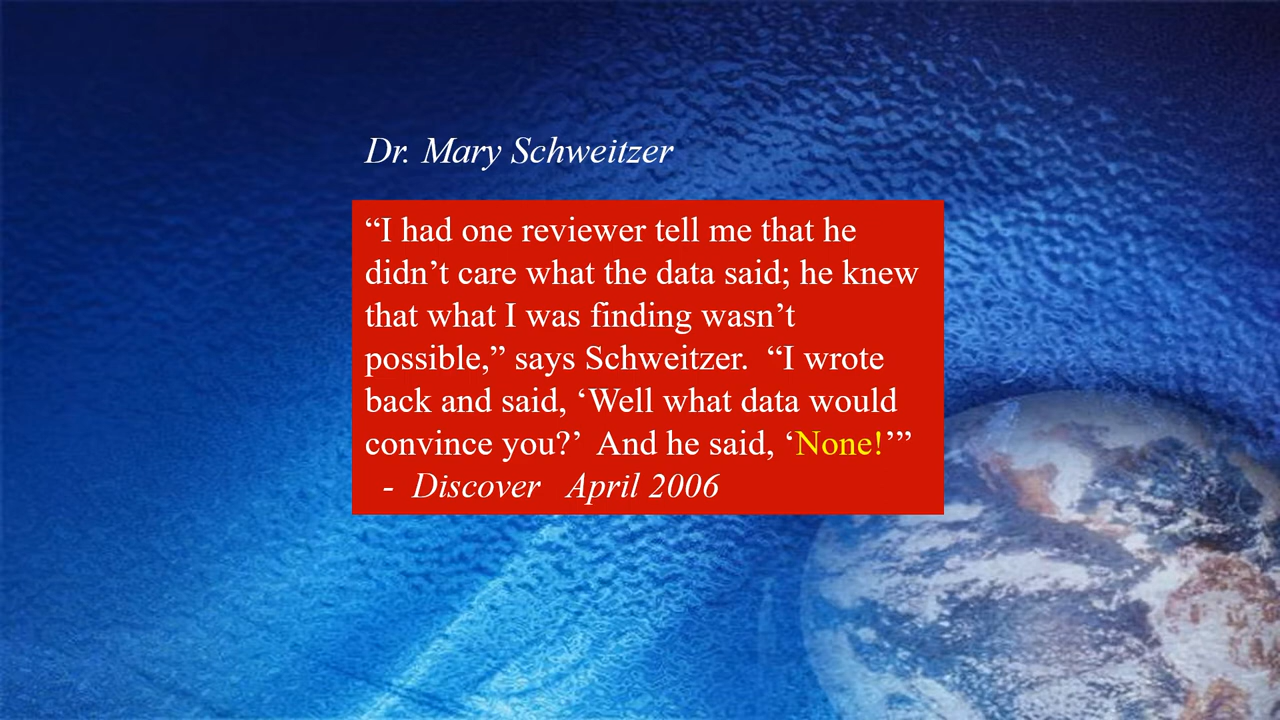 Dr. Mary Schweitzer
“I had one reviewer tell me that he
didn’t care what the data said; he knew
that what I was finding wasn’t
possible,” says Schweitzer.  “I wrote
back and said, ‘Well what data would
convince you?’  And he said, ‘None!’”
- Discover   April 2006